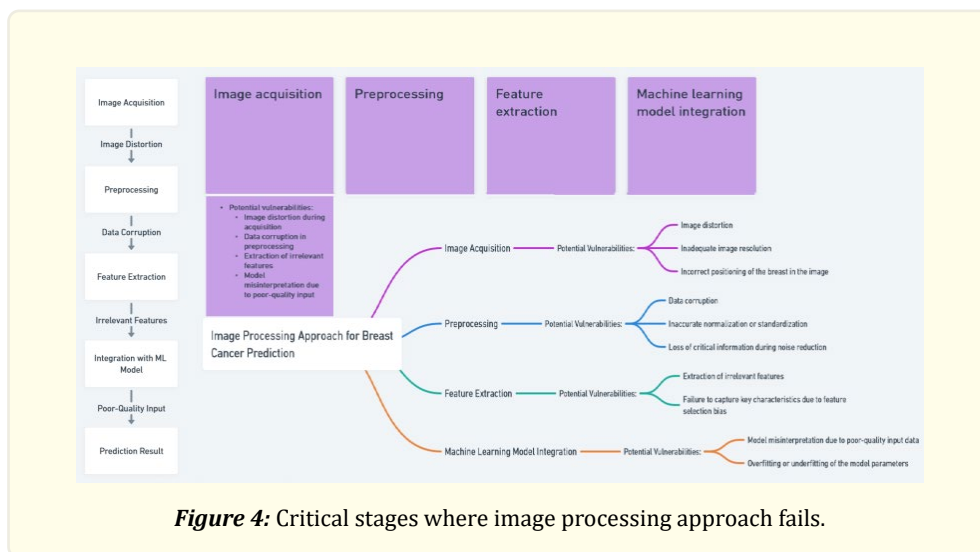 Image Acquisition
Image Distortion
Preprocessing
Data Corruption
Feature Extraction
Irrelevant Features
Integration with ML
Model
Poor-Quality Input
Prediction Result
Image acquisition
Preprocessing
Feature
extraction
Machine learning
model integration
• Potential vulnerabilities:
• Image distortion during
acquisition
• Data corruption in
preprocessing
• Extraction of irrelevant
features
• Model
misinterpretation due
to poor-quality input
Image Processing Approach for Breast
Cancer Prediction
Image Acquisition
Potential Vulnerabilities:
Image distortion
Inadequate image resolution
Incorrect positioning of the breast in the image
Preprocessing
Potential Vulnerabilities:
Data corruption
Inaccurate normalization or standardization
Loss of critical information during noise reduction
Feature Extraction
Potential Vulnerabilities:
Extraction of irrelevant features
Failure to capture key characteristics due to feature
selection bias
Machine Learning Model Integration
Potential Vulnerabilities:
Model misinterpretation due to poor-quality input data
Overfitting or underfitting of the model parameters
Figure 4: Critical stages where image processing approach fails.